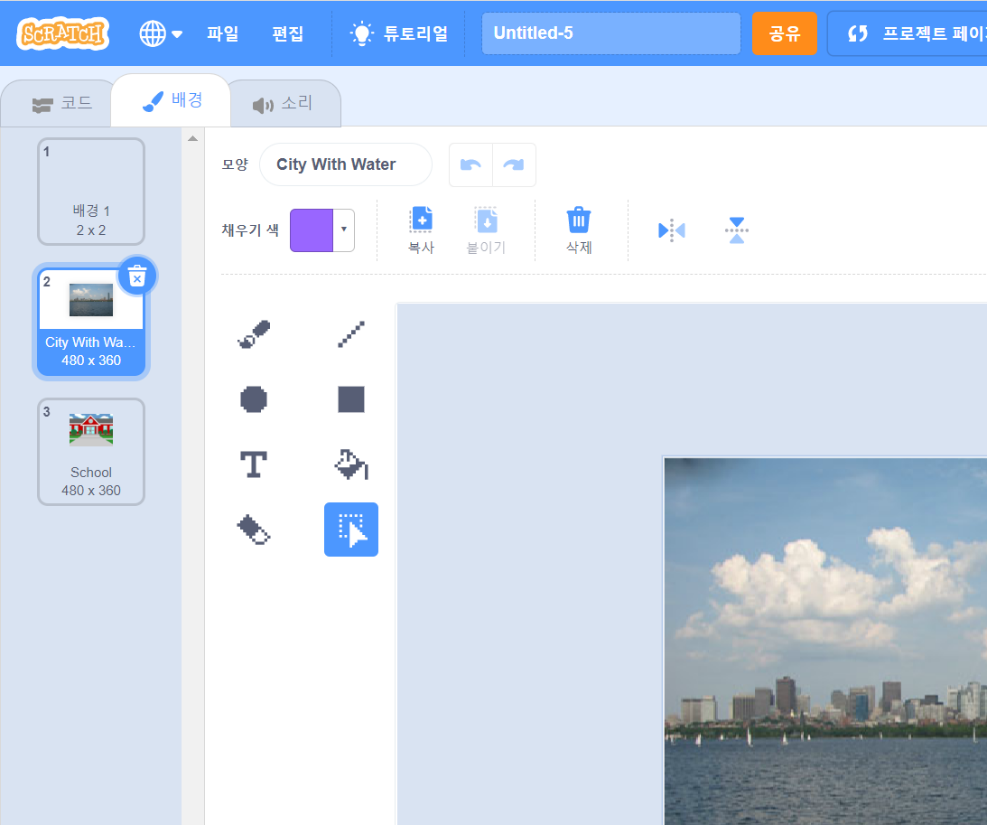 SCRATCH 파일 편집 튜토리얼 Untitled-5 공유 프로젝트 페이지
코드 배경 소리
1
배경 1
2 x 2
2
City With Wa...
480 x 360
3
School
480 x 360
모양 City With Water
채우기 색 복사 붙이기 삭제
T